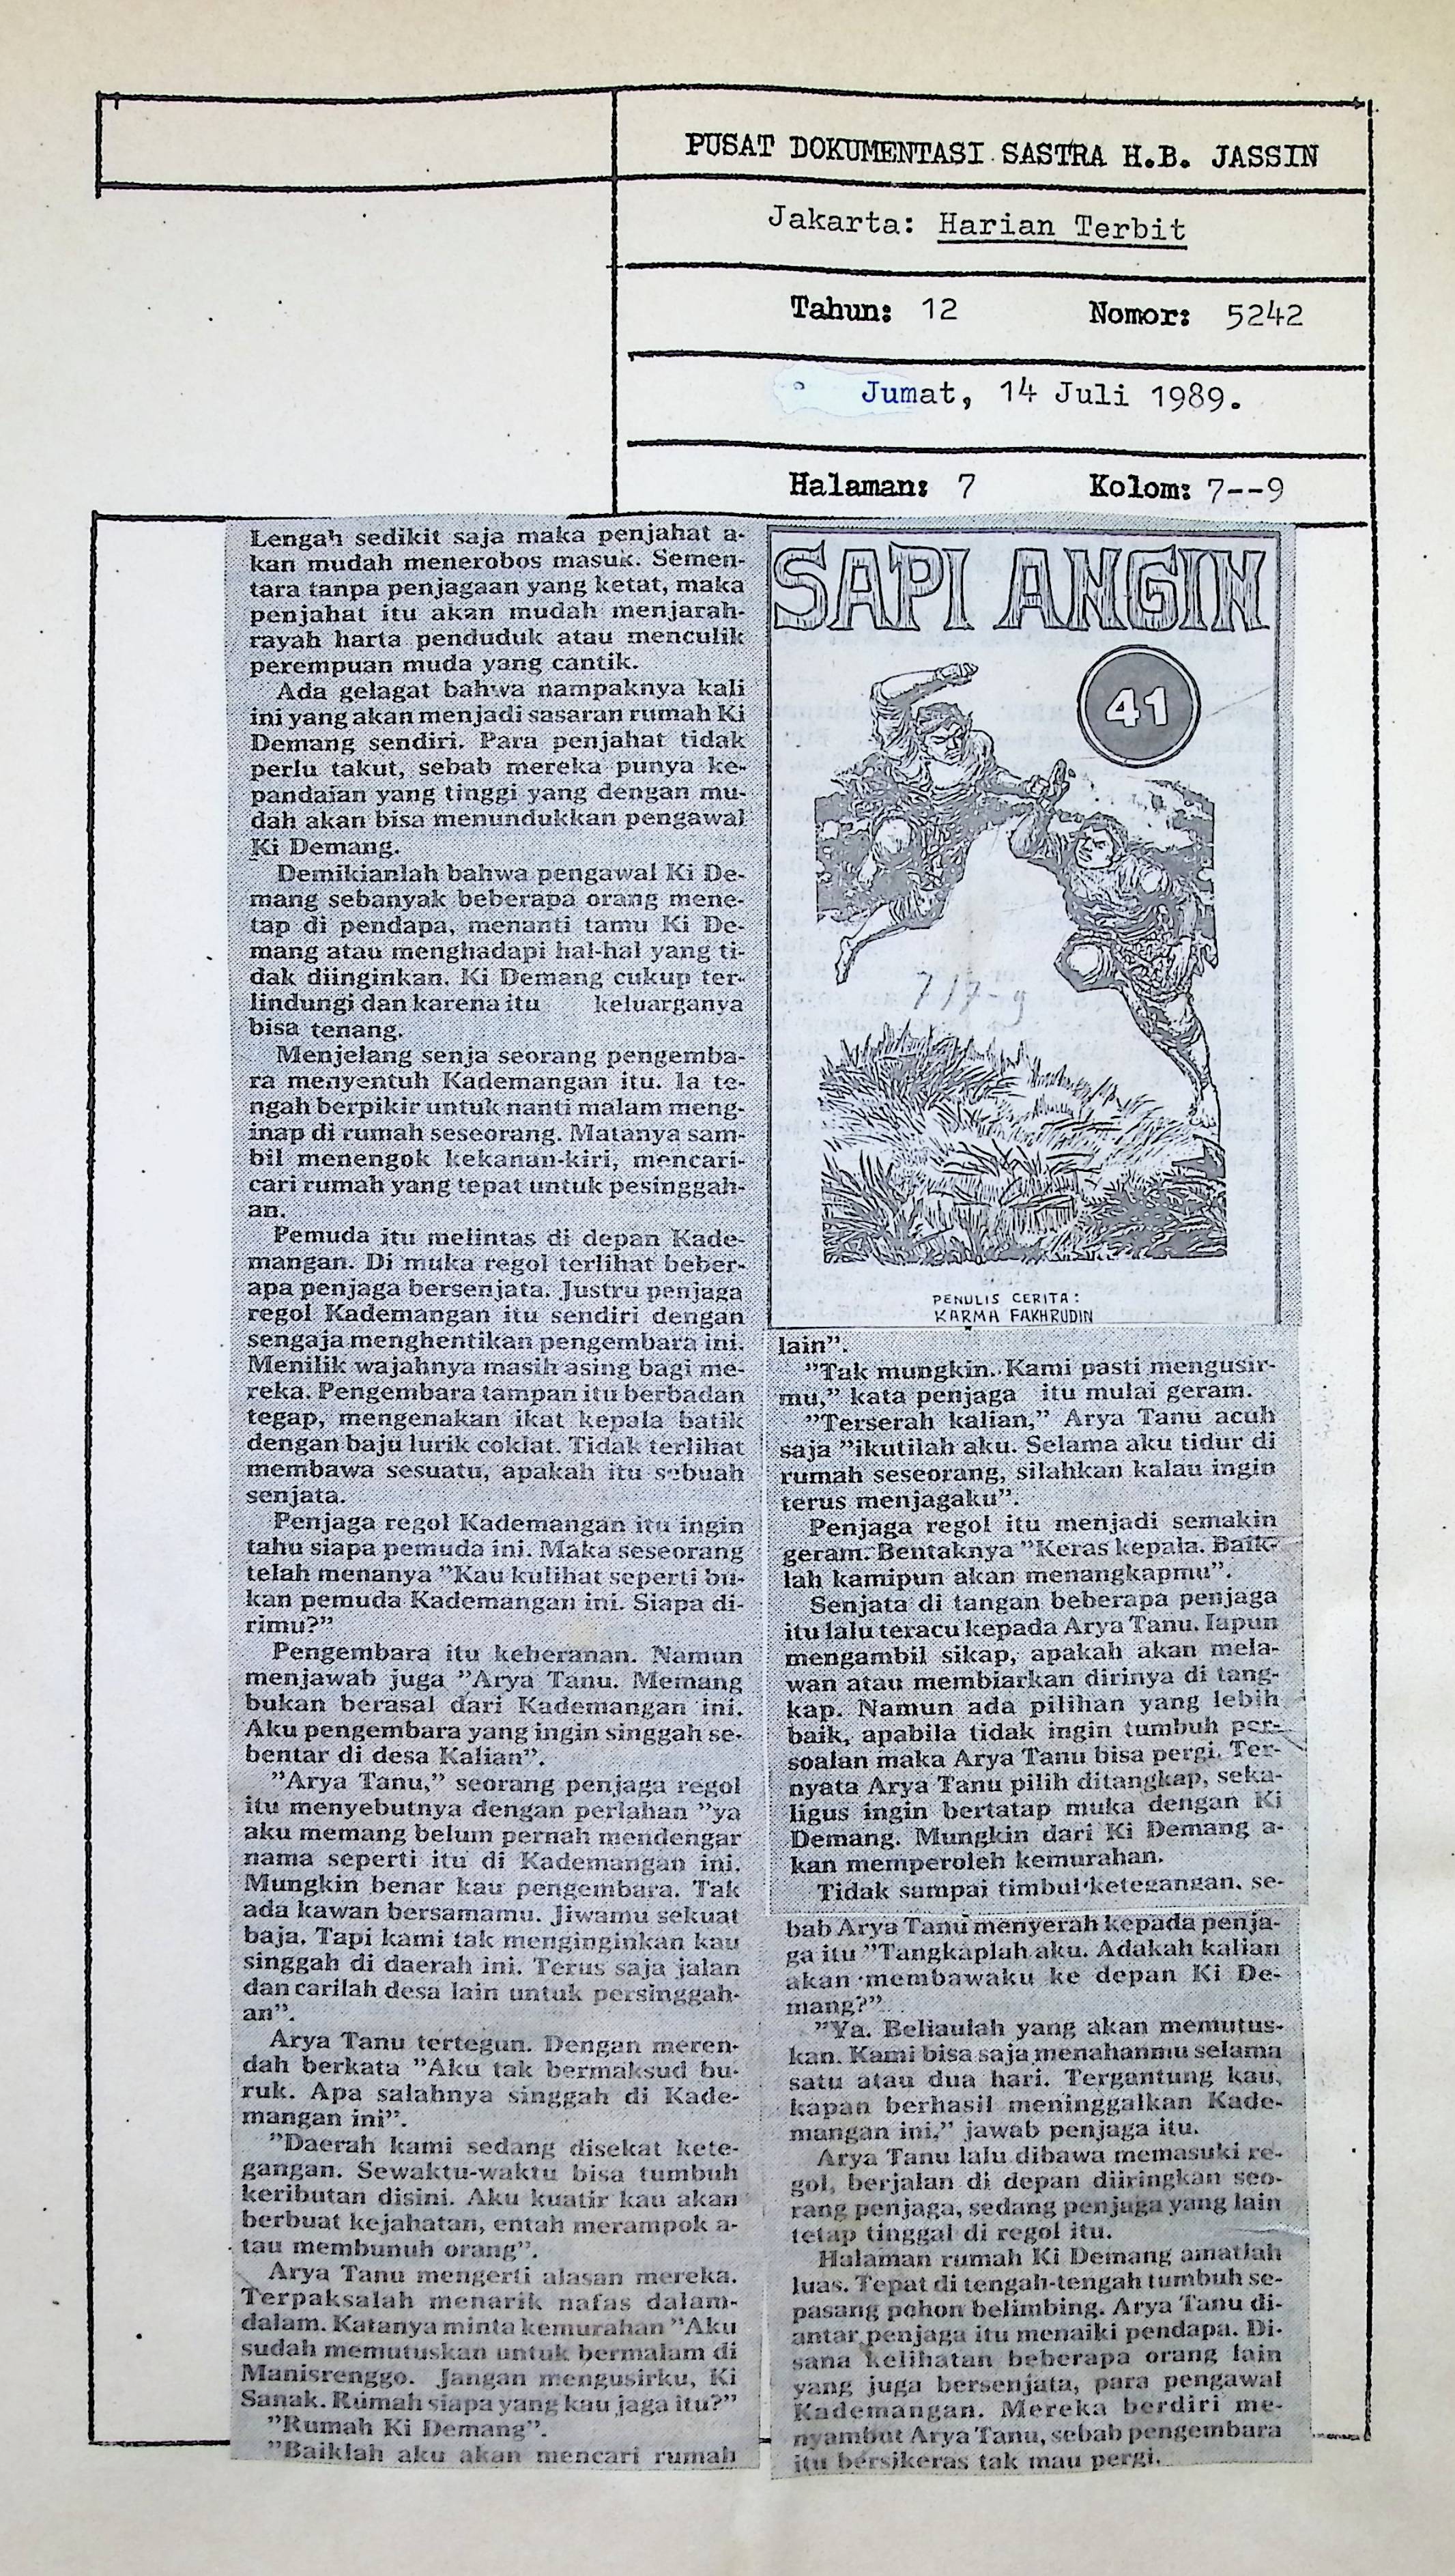 PUSAT DOKUMENTASI SASTRA H.B. JASSIN
Jakarta: Harian Terbit
Tahun: 12 Nomor: 5242
Jumat, 14 Juli 1989.
Halaman: 7 Kolom: 7--9
Lengah sedikit saja maka penjahat a-
kan mudah menerobos masuk. Semen-
tara tanpa penjagaan yang ketat, maka
penjahat itu akan mudah menjarah-
rayah harta penduduk atau menculik
perempuan muda yang cantik.
Ada gelagat bahwa nampaknya kali
ini yang akan menjadi sasaran rumah Ki
Demang sendiri. Para penjahat tidak
perlu takut, sebab mereka punya ke-
pandaian yang tinggi yang dengan mu-
dah akan bisa menundukkan pengawal
Ki Demang.
Demikianlah bahwa pengawal Ki De-
mang sebanyak beberapa orang mene-
tap di pendapa, menanti tamu Ki De-
mang atau menghadapi hal-hal yang ti-
dak diinginkan. Ki Demang cukup ter-
lindungi dan karena itu keluarganya
bisa tenang.
Menjelang senja seorang pengemba-
ra menyentuh Kademangan itu. Ia te-
ngah berpikir untuk nanti malam meng-
inap di rumah seseorang. Matanya sam-
bil menengok kekanan-kiri, mencari-
cari rumah yang tepat untuk pesinggah-
an.
Pemuda itu melintas di depan Kade-
mangan. Di muka regol terlihat beber-
apa penjaga bersenjata. Justru penjaga
regol Kademangan itu sendiri dengan
sengaja menghentikan pengembara ini.
Menilik wajahnya masih asing bagi me-
reka. Pengembara tampan itu berbadan
tegap, mengenakan ikat kepala batik
dengan baju lurik coklat. Tidak terlihat
membawa sesuatu, apakah itu sebuah
senjata.
Penjaga regol Kademangan itu ingin
tahu siapa pemuda ini. Maka seseorang
telah menanya "Kau kulihat seperti bu-
kan pemuda Kademangan ini. Siapa di-
rimu?"
Pengembara itu keheranan. Namun
menjawab juga "Arya Tanu. Memang
bukan berasal dari Kademangan ini.
Aku pengembara yang ingin singgah se-
bentar di desa Kalian".
"Arya Tanu," seorang penjaga regol
itu menyebutnya dengan perlahan "ya
aku memang belum pernah mendengar
nama seperti itu di Kademangan ini.
Mungkin benar kau pengembara. Tak
ada kawan bersamamu. Jiwamu sekuat
baja. Tapi kami tak menginginkan kau
singgah di daerah ini. Terus saja jalan
dan carilah desa lain untuk persinggah-
an".
Arya Tanu tertegun. Dengan meren-
dah berkata "Aku tak bermaksud bu-
ruk. Apa salahnya singgah di Kade-
mangan ini".
"Daerah kami sedang disekat kete-
gangan. Sewaktu-waktu bisa tumbuh
keributan disini. Aku kuatir kau akan
berbuat kejahatan, entah merampok a-
tau membunuh orang".
Arya Tanu mengerti alasan mereka.
Terpaksalah menarik nafas dalam-
dalam. Katanya minta kemurahan "Aku
sudah memutuskan untuk bermalam di
Manisrenggo. Jangan mengusirku, Ki
Sanak. Rumah siapa yang kau jaga itu?"
"Rumah Ki Demang".
"Baiklah aku akan mencari rumah
SAPI ANGIN
41
7/7-9
PENULIS CERITA:
KARMA FAKHRUDIN
lain".
"Tak mungkin. Kami pasti mengusir-
mu," kata penjaga itu mulai geram.
"Terserah kalian," Arya Tanu acuh
saja "ikutilah aku. Selama aku tidur di
rumah seseorang, silahkan kalau ingin
terus menjagaku".
Penjaga regol itu menjadi semakin
geram. Bentaknya "Keras kepala. Baik-
lah kamipun akan menangkapmu".
Senjata di tangan beberapa penjaga
itu lalu teracu kepada Arya Tanu. Iapun
mengambil sikap, apakah akan mela-
wan atau membiarkan dirinya di tang-
kap. Namun ada pilihan yang lebih
baik, apabila tidak ingin tumbuh per-
soalan maka Arya Tanu bisa pergi. Ter-
nyata Arya Tanu pilih ditangkap, seka-
ligus ingin bertatap muka dengan Ki
Demang. Mungkin dari Ki Demang a-
kan memperoleh kemurahan.
Tidak sampai timbul ketegangan. se-
bab Arya Tanu menyerah kepada penja-
ga itu "Tangkaplah aku. Adakah kalian
akan membawaku ke depan Ki De-
mang?"
"Ya. Beliaulah yang akan memutus-
kan. Kami bisa saja menahanmu selama
satu atau dua hari. Tergantung kau,
kapan berhasil meninggalkan Kade-
mangan ini," jawab penjaga itu.
Arya Tanu lalu dibawa memasuki re-
gol, berjalan di depan diiringkan seo-
rang penjaga, sedang penjaga yang lain
tetap tinggal di regol itu.
Halaman rumah Ki Demang amatlah
luas. Tepat di tengah-tengah tumbuh se-
pasang pohon belimbing. Arya Tanu di-
antar penjaga itu menaiki pendapa. Di-
sana kelihatan beberapa orang lain
yang juga bersenjata, para pengawal
Kademangan. Mereka berdiri me-
nyambut Arya Tanu, sebab pengembara
itu bersikeras tak mau pergi.